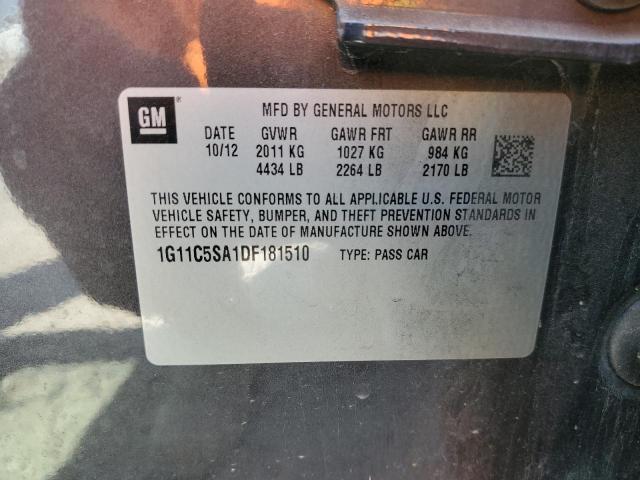 GM ®
MFD BY GENERAL MOTORS LLC
DATE GVWR GAWR FRT GAWR RR
10/12 2011 KG 1027 KG 984 KG
4434 LB 2264 LB 2170 LB
THIS VEHICLE CONFORMS TO ALL APPLICABLE U.S. FEDERAL MOTOR
VEHICLE SAFETY, BUMPER, AND THEFT PREVENTION STANDARDS IN
EFFECT ON THE DATE OF MANUFACTURE SHOWN ABOVE.
1G11C5SA1DF181510 TYPE: PASS CAR